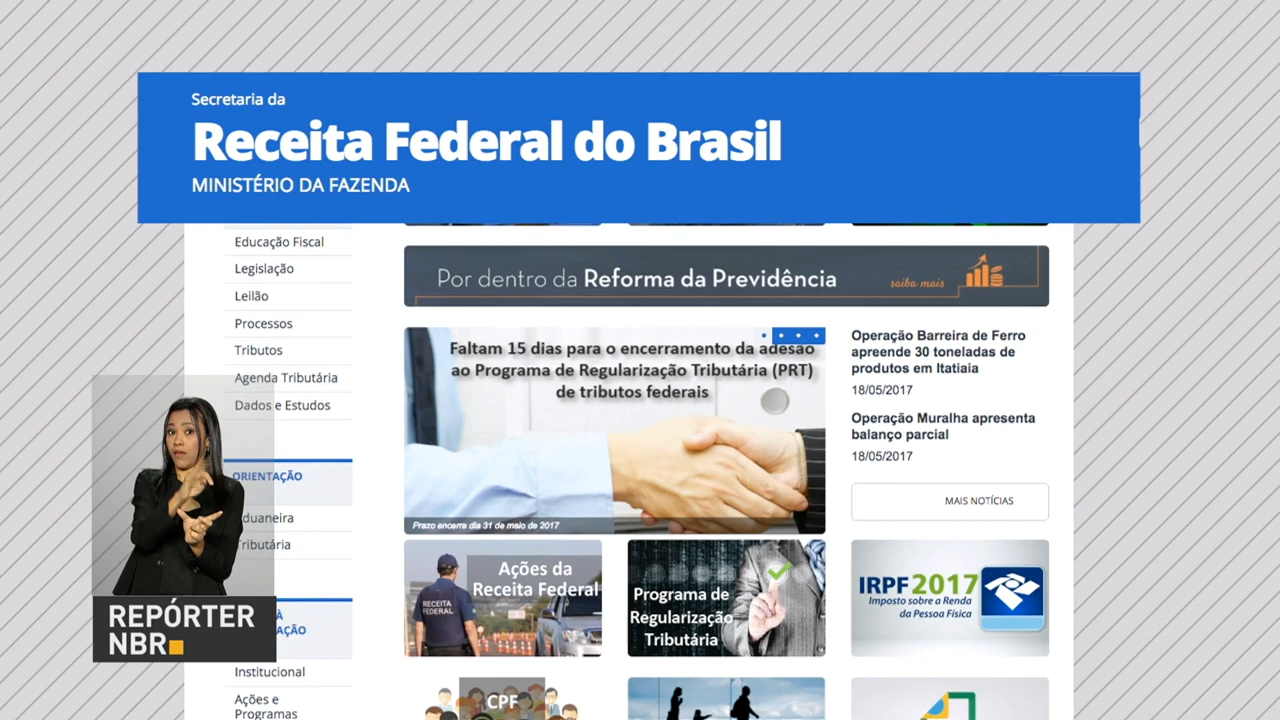 Secretaria da
Receita Federal do Brasil
MINISTÉRIO DA FAZENDA
Educação Fiscal
Legislação
Leilão
Processos
Tributos
Agenda Tributária
Dados e Estudos
ORIENTAÇÃO
Tributária
Institucional
Ações e
Programas
Por dentro da Reforma da Previdência
saiba mais
Faltam 15 dias para o encerramento da adesão
ao Programa de Regularização Tributária (PRT)
de tributos federais
Prazo encerra dia 31 de maio de 2017
Operação Barreira de Ferro
apreende 30 toneladas de
produtos em Itatiaia
18/05/2017
Operação Muralha apresenta
balanço parcial
18/05/2017
MAIS NOTÍCIAS
Ações da
Receita Federal
RECEITA
FEDERAL
Programa de
Regularização
Tributária
IRPF 2017
Imposto sobre a Renda
da Pessoa Física
CPF
REPÓRTER
NBR